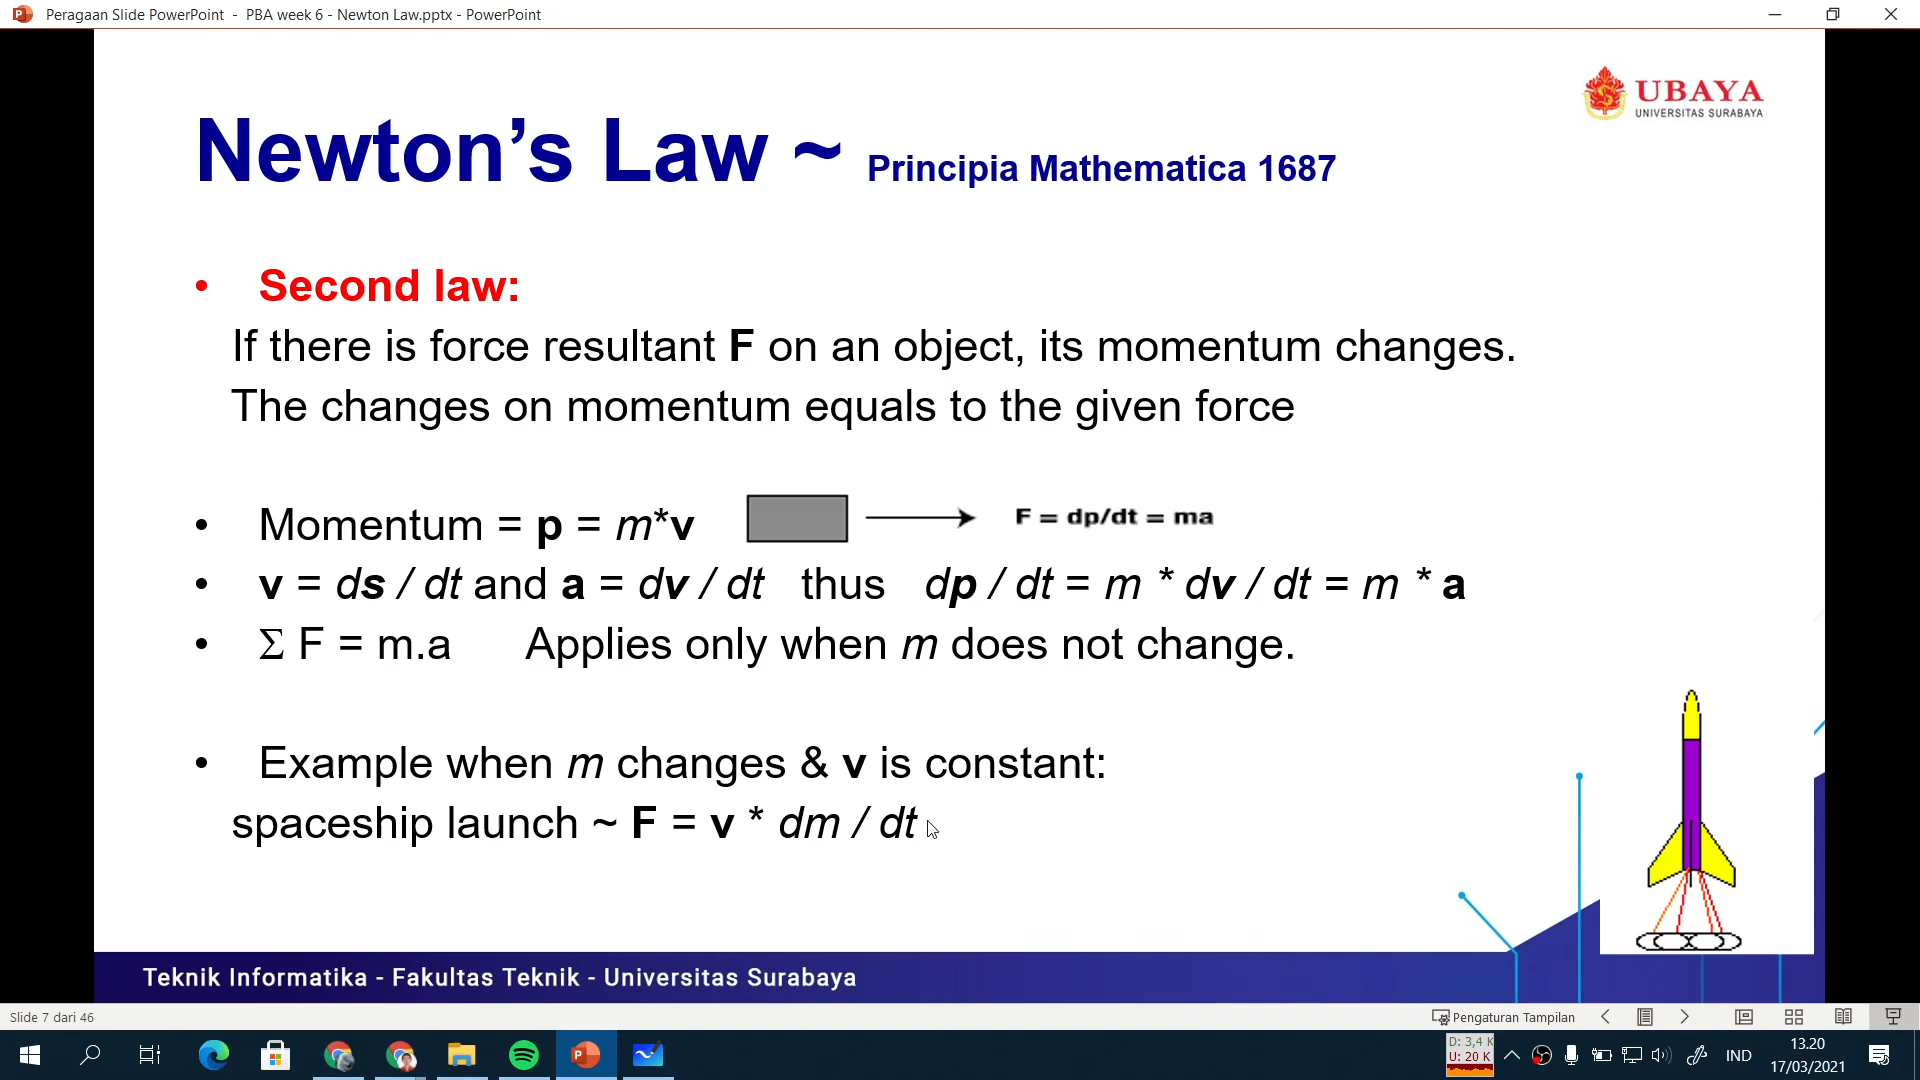 Peragaan Slide PowerPoint - PBA week 6 - Newton Law.pptx - PowerPoint
UBAYA
UNIVERSITAS SURABAYA
Newton’s Law ~ Principia Mathematica 1687
• Second law:
If there is force resultant F on an object, its momentum changes.
The changes on momentum equals to the given force
• Momentum = p = m*v
F = dp/dt = ma
• v = ds / dt and a = dv / dt thus dp / dt = m * dv / dt = m * a
• Σ F = m.a Applies only when m does not change.
• Example when m changes & v is constant:
spaceship launch ~ F = v * dm / dt
Teknik Informatika - Fakultas Teknik - Universitas Surabaya
Slide 7 dari 46
Pengaturan Tampilan
D: 3,4 K
U: 20 K
IND
13.20
17/03/2021